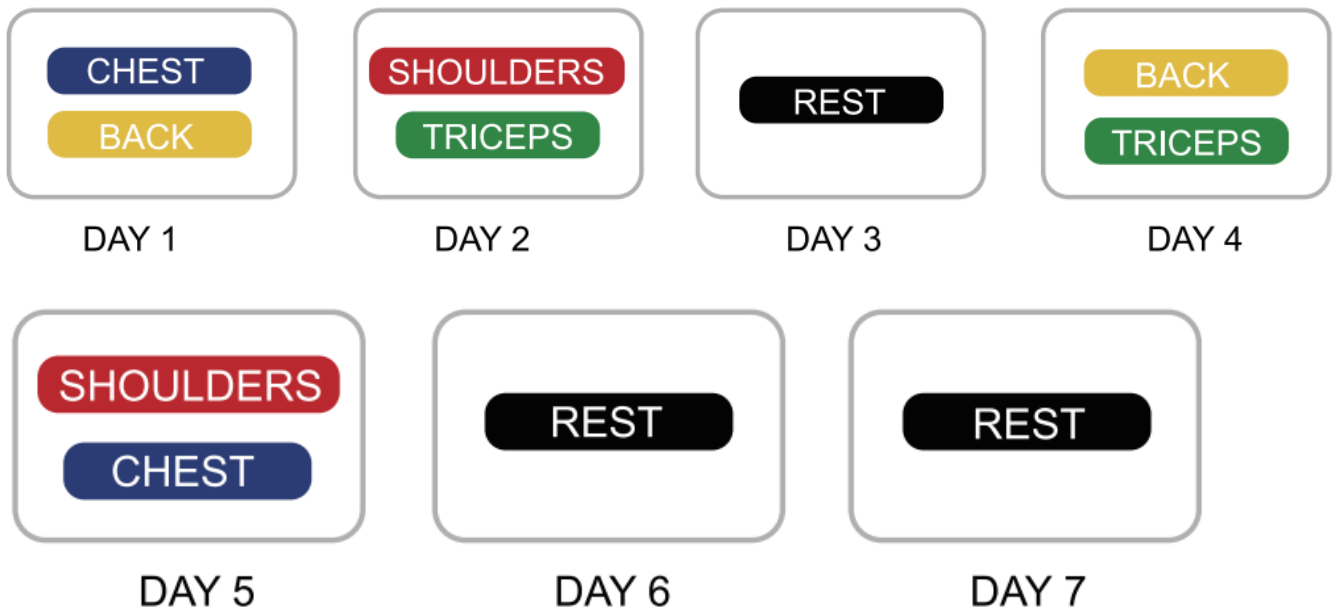 CHEST
BACK
DAY 1
SHOULDERS
TRICEPS
DAY 2
REST
DAY 3
BACK
TRICEPS
DAY 4
SHOULDERS
CHEST
DAY 5
REST
DAY 6
REST
DAY 7